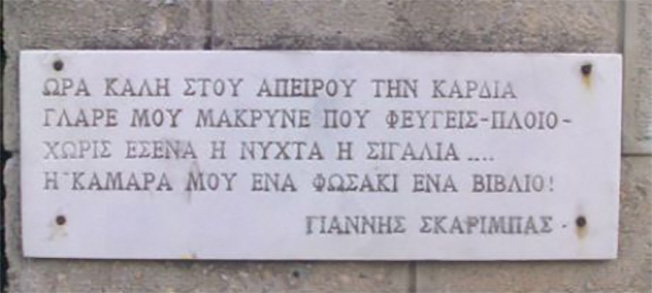 ΩΡΑ ΚΑΛΗ ΣΤΟΥ ΑΠΕΙΡΟΥ ΤΗΝ ΚΑΡΔΙΑ
ΓΛΑΡΕ ΜΟΥ ΜΑΚΡΥΝΕ ΠΟΥ ΦΕΥΓΕΙΣ-ΠΛΟΙΟ-
ΧΩΡΙΣ ΕΣΕΝΑ Η ΝΥΧΤΑ Η ΣΙΓΑΛΙΑ ....
Η ΚΑΜΑΡΑ ΜΟΥ ΕΝΑ ΦΩΣΑΚΙ ΕΝΑ ΒΙΒΛΙΟ!
ΓΙΑΝΝΗΣ ΣΚΑΡΙΜΠΑΣ